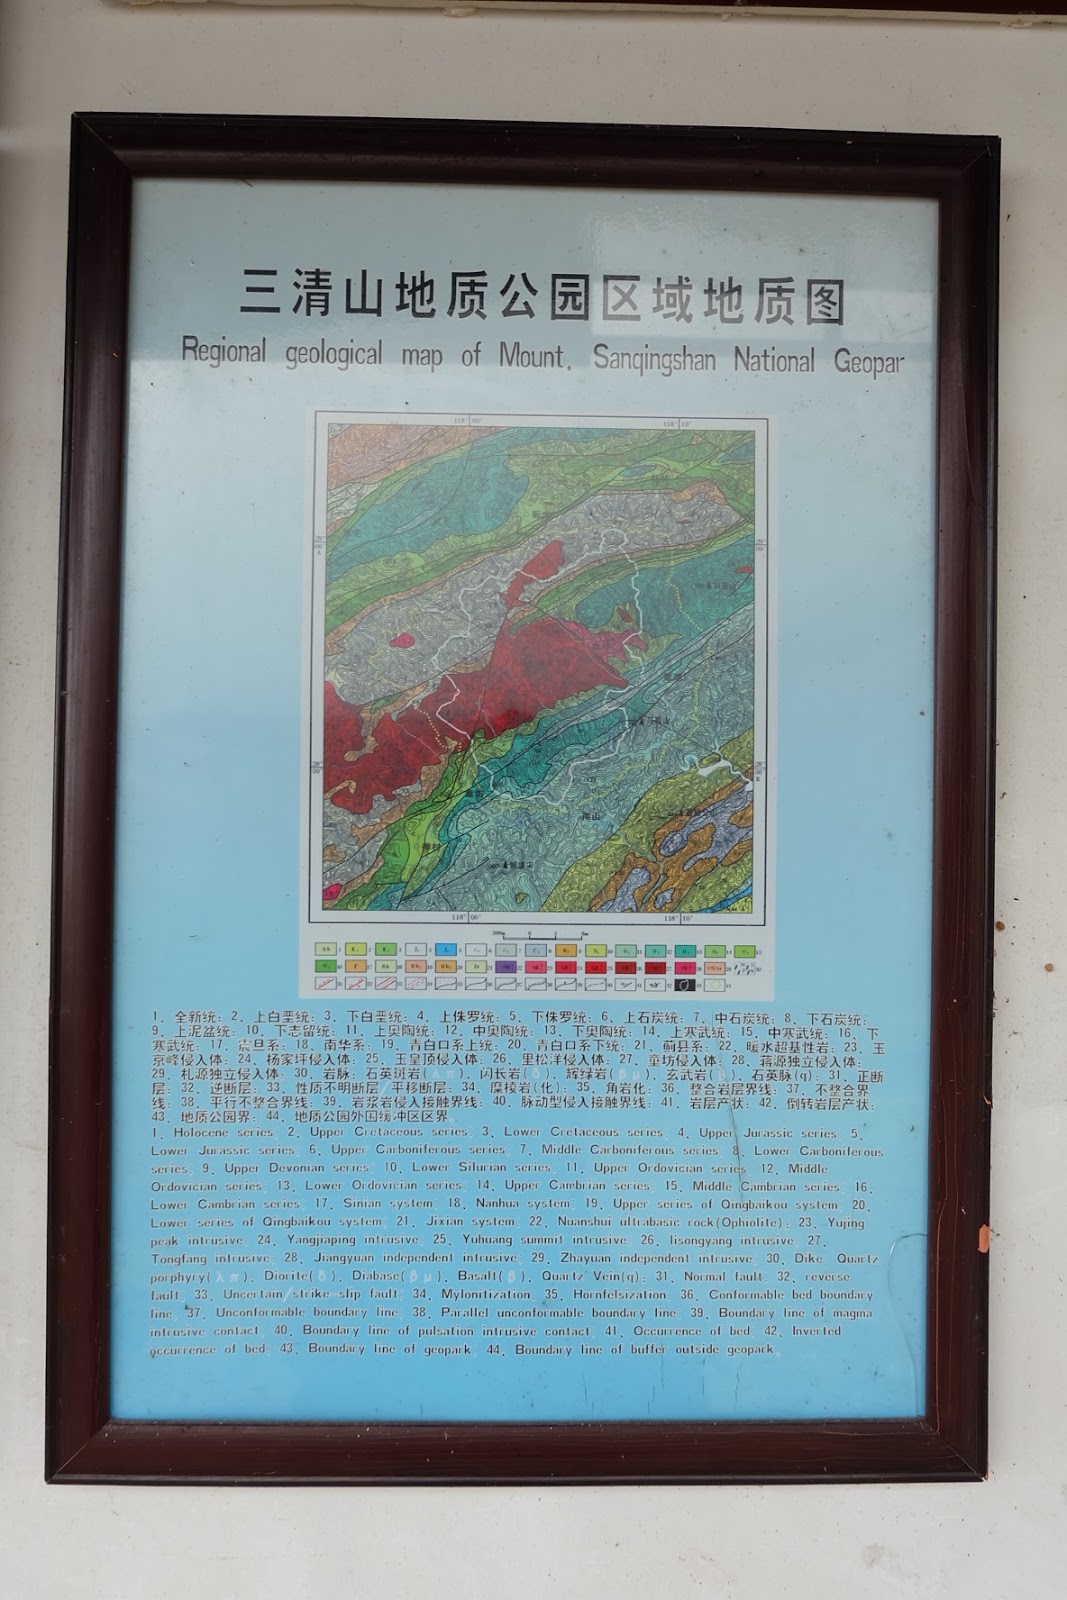 三清山地质公园区域地质图
Regional geological map of Mount. Sanqingshan National Geopar
118° 00′ 118° 10′
118° 00′ 118° 10′
1、全新统: 2、上白垩统: 3、下白垩统: 4、上侏罗统: 5、下侏罗统: 6、上石炭统: 7、中石炭统: 8、下石炭统:
9、上泥盆统: 10、下志留统: 11、上奥陶统: 12、中奥陶统: 13、下奥陶统: 14、上寒武统: 15、中寒武统: 16、下
寒武统: 17、震旦系: 18、南华系: 19、青白口系上统: 20、青白口系下统: 21、蓟县系: 22、暖水超基性岩: 23、玉
京峰侵入体: 24、杨家坪侵入体: 25、玉皇顶侵入体: 26、里松洋侵入体: 27、童坊侵入体: 28、蒋源独立侵入体:
29、札源独立侵入体: 30、岩脉: 石英斑岩(λπ)、闪长岩(δ)、辉绿岩(βμ)、玄武岩(β)、石英脉(q): 31、正断
层: 32、逆断层: 33、性质不明断层/平移断层: 34、糜棱岩(化): 35、角岩化: 36、整合岩层界线: 37、不整合界
线: 38、平行不整合界线: 39、岩浆岩侵入接触界线: 40、脉动型侵入接触界线: 41、岩层产状: 42、倒转岩层产状:
43、地质公园界: 44、地质公园外围缓冲区区界。
1、Holocene series; 2、Upper Cretaceous series; 3、Lower Cretaceous series; 4、Upper Jurassic series; 5、
Lower Jurassic series; 6、Upper Carboniferous series; 7、Middle Carboniferous series; 8、Lower Carboniferous
series; 9、Upper Devonian series; 10、Lower Silurian series; 11、Upper Ordovician series; 12、Middle
Ordovician series; 13、Lower Ordovician series; 14、Upper Cambrian series; 15、Middle Cambrian series; 16、
Lower Cambrian series; 17、Sinian system; 18、Nanhua system; 19、Upper series of Qingbaikou system; 20、
Lower series of Qingbaikou system; 21、Jixian system; 22、Nuanshui ultrabasic rock(Ophiolite); 23、Yujing
peak intrusive; 24、Yangjiaping intrusive; 25、Yuhuang summit intrusive; 26、lisongyang intrusive; 27、
Tongfang intrusive; 28、Jiangyuan independent intrusive; 29、Zhayuan independent intrusive; 30、Dike: Quartz
porphyry(λπ)、Diorite(δ)、Diabase(βμ)、Basalt(β)、Quartz Vein(q); 31、Normal fault; 32、reverse
fault; 33、Uncertain/strike slip fault; 34、Mylonitization; 35、Hornfelsization; 36、Conformable bed boundary
line; 37、Unconformable boundary line; 38、Parallel unconformable boundary line; 39、Boundary line of magma
intrusive contact; 40、Boundary line of pulsation intrusive contact; 41、Occurrence of bed; 42、Inverted
occurrence of bed; 43、Boundary line of geopark; 44、Boundary line of buffer outside geopark。